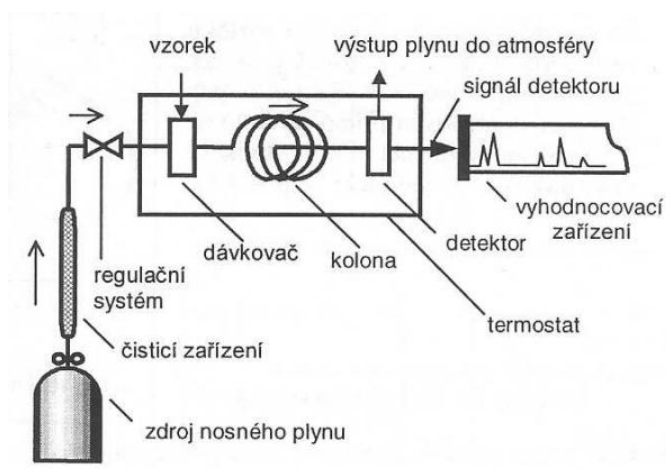 vzorek
výstup plynu do atmosféry
signál detektoru
dávkovač
kolona
detektor
vyhodnocovací
zařízení
regulační
systém
termostat
čisticí zařízení
zdroj nosného plynu